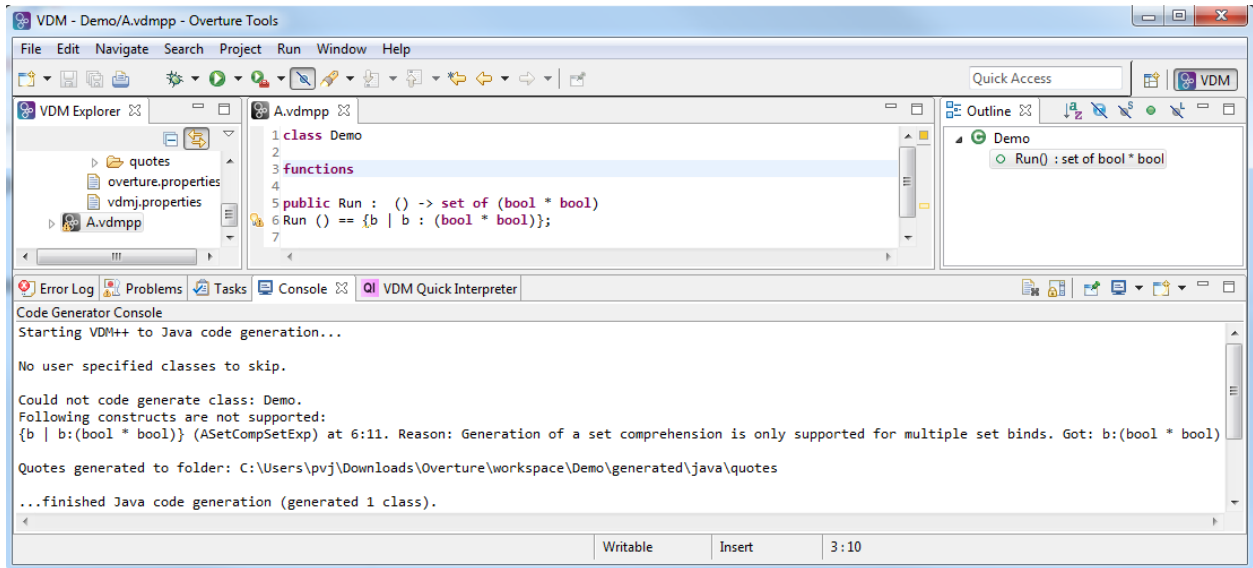 VDM - Demo/A.vdmpp - Overture Tools
File Edit Navigate Search Project Run Window Help
Quick Access
VDM
VDM Explorer
quotes
overture.properties
vdmj.properties
A.vdmpp
A.vdmpp
1 class Demo
2
3 functions
4
5 public Run :  () -> set of (bool * bool)
6 Run () == {b | b : (bool * bool)};
7
Outline
Demo
Run() : set of bool * bool
Error Log Problems Tasks Console QI VDM Quick Interpreter
Code Generator Console
Starting VDM++ to Java code generation...
No user specified classes to skip.
Could not code generate class: Demo.
Following constructs are not supported:
{b | b:(bool * bool)} (ASetCompSetExp) at 6:11. Reason: Generation of a set comprehension is only supported for multiple set binds. Got: b:(bool * bool)
Quotes generated to folder: C:\Users\pvj\Downloads\Overture\workspace\Demo\generated\java\quotes
...finished Java code generation (generated 1 class).
Writable Insert 3 : 10